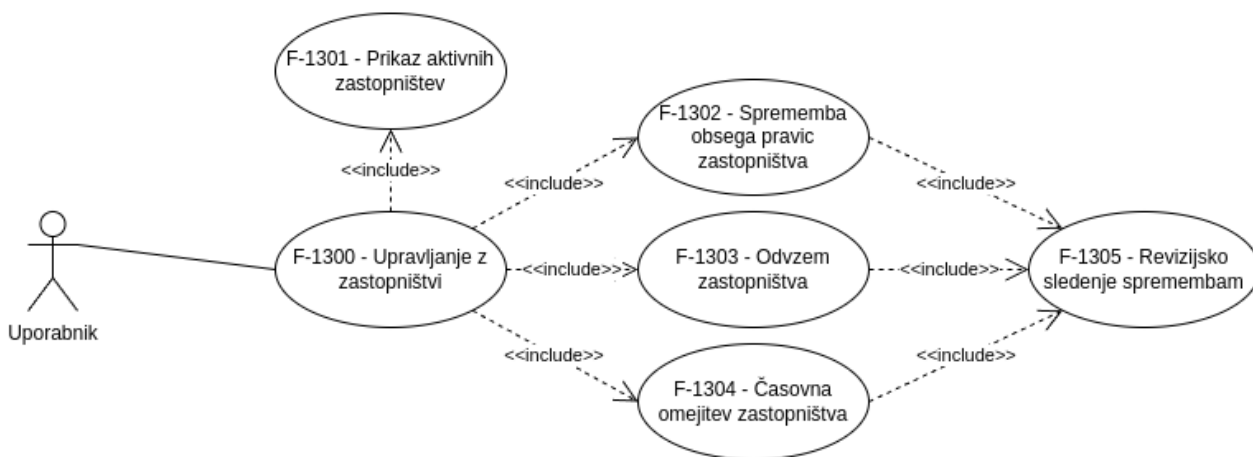 F-1301 - Prikaz aktivnih
zastopništev
<<include>>
F-1302 - Sprememba
obsega pravic
zastopništva
<<include>>
<<include>>
Uporabnik
F-1300 - Upravljanje z
zastopništvi
<<include>>
F-1303 - Odvzem
zastopništva
<<include>>
F-1305 - Revizijsko
sledenje spremembam
<<include>>
F-1304 - Časovna
omejitev zastopništva
<<include>>